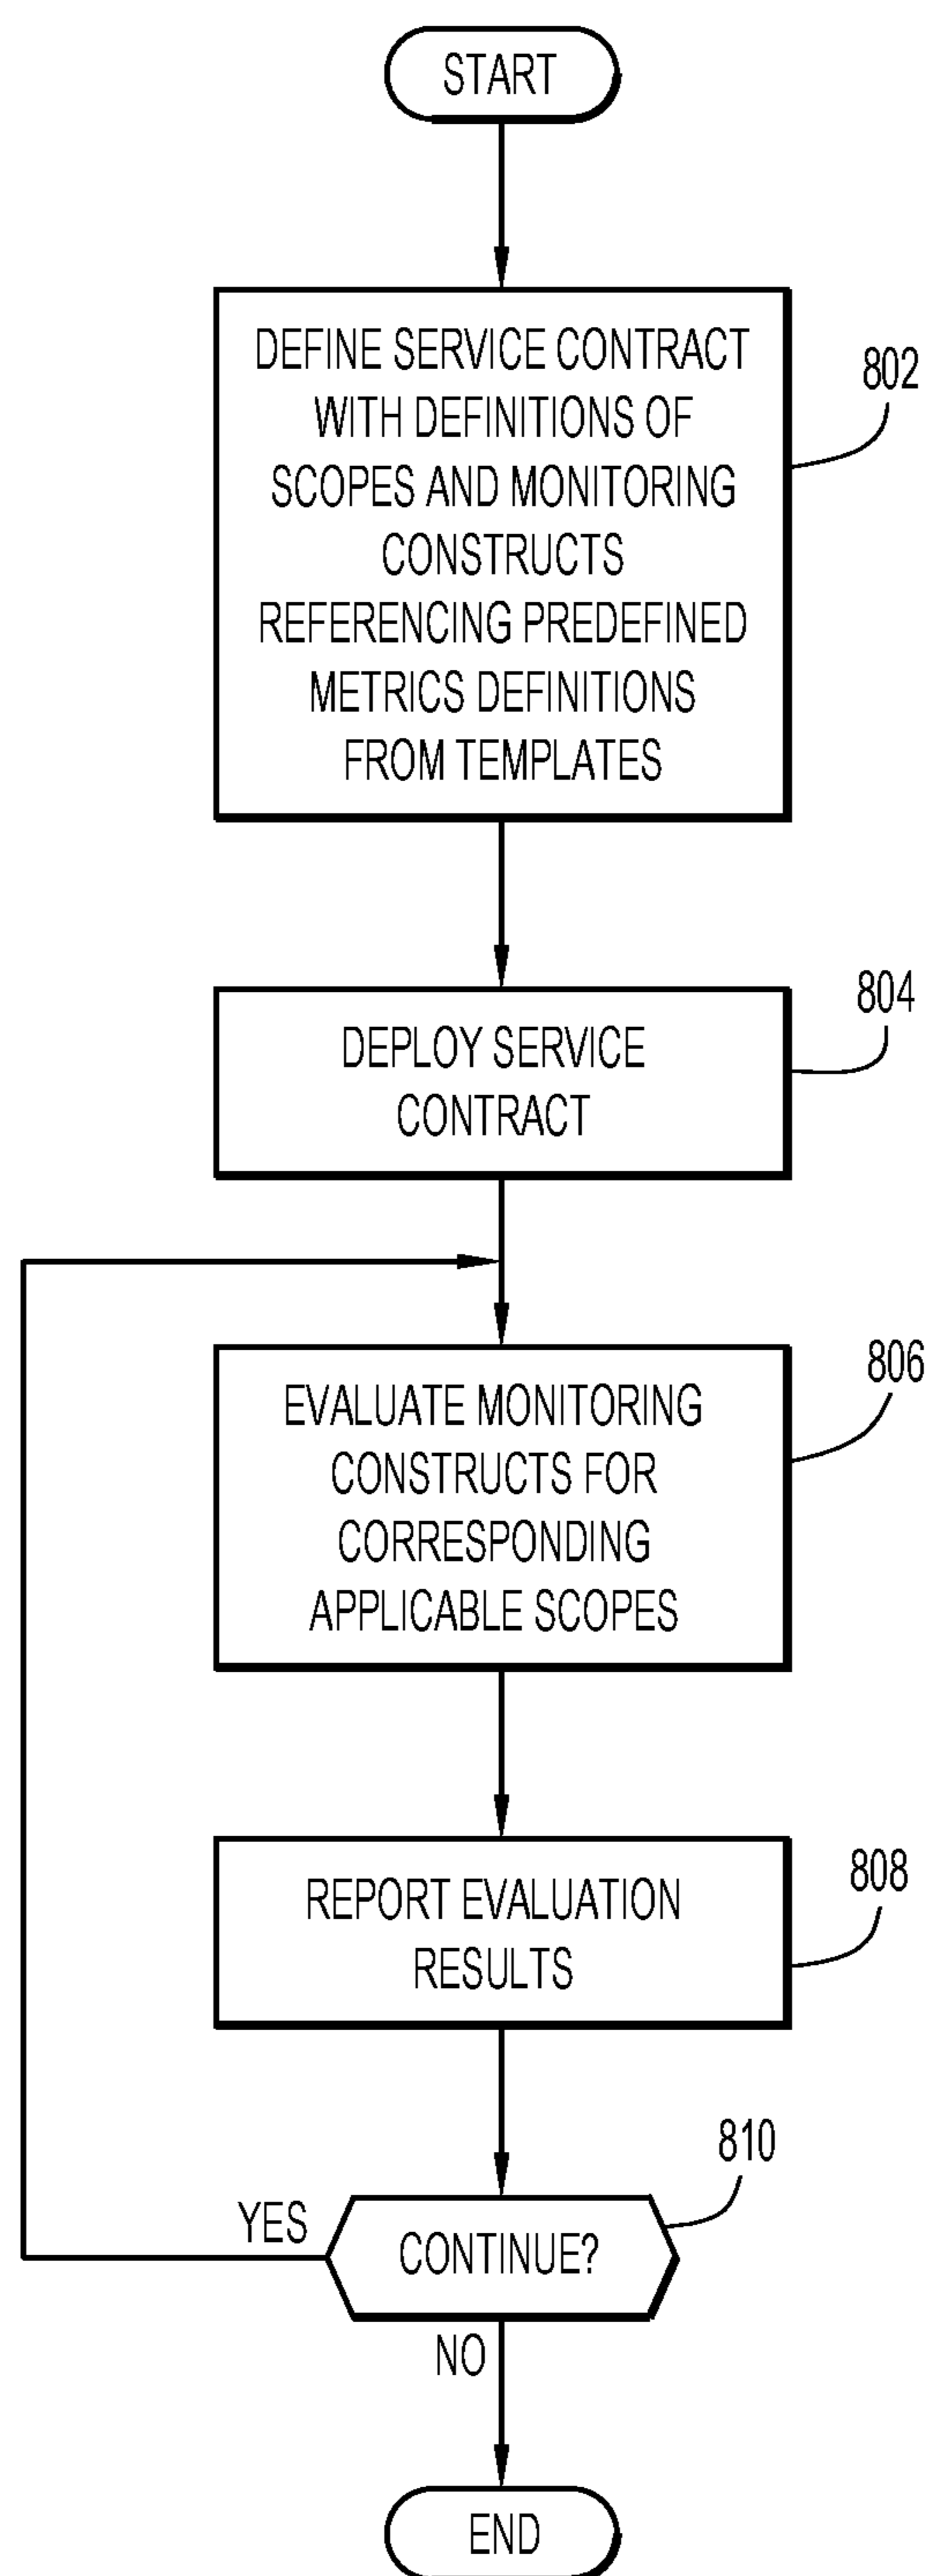 START
DEFINE SERVICE CONTRACT
WITH DEFINITIONS OF
SCOPES AND MONITORING
CONSTRUCTS
REFERENCING PREDEFINED
METRICS DEFINITIONS
FROM TEMPLATES
802
DEPLOY SERVICE
CONTRACT
804
EVALUATE MONITORING
CONSTRUCTS FOR
CORRESPONDING
APPLICABLE SCOPES
806
REPORT EVALUATION
RESULTS
808
CONTINUE?
810
YES
NO
END